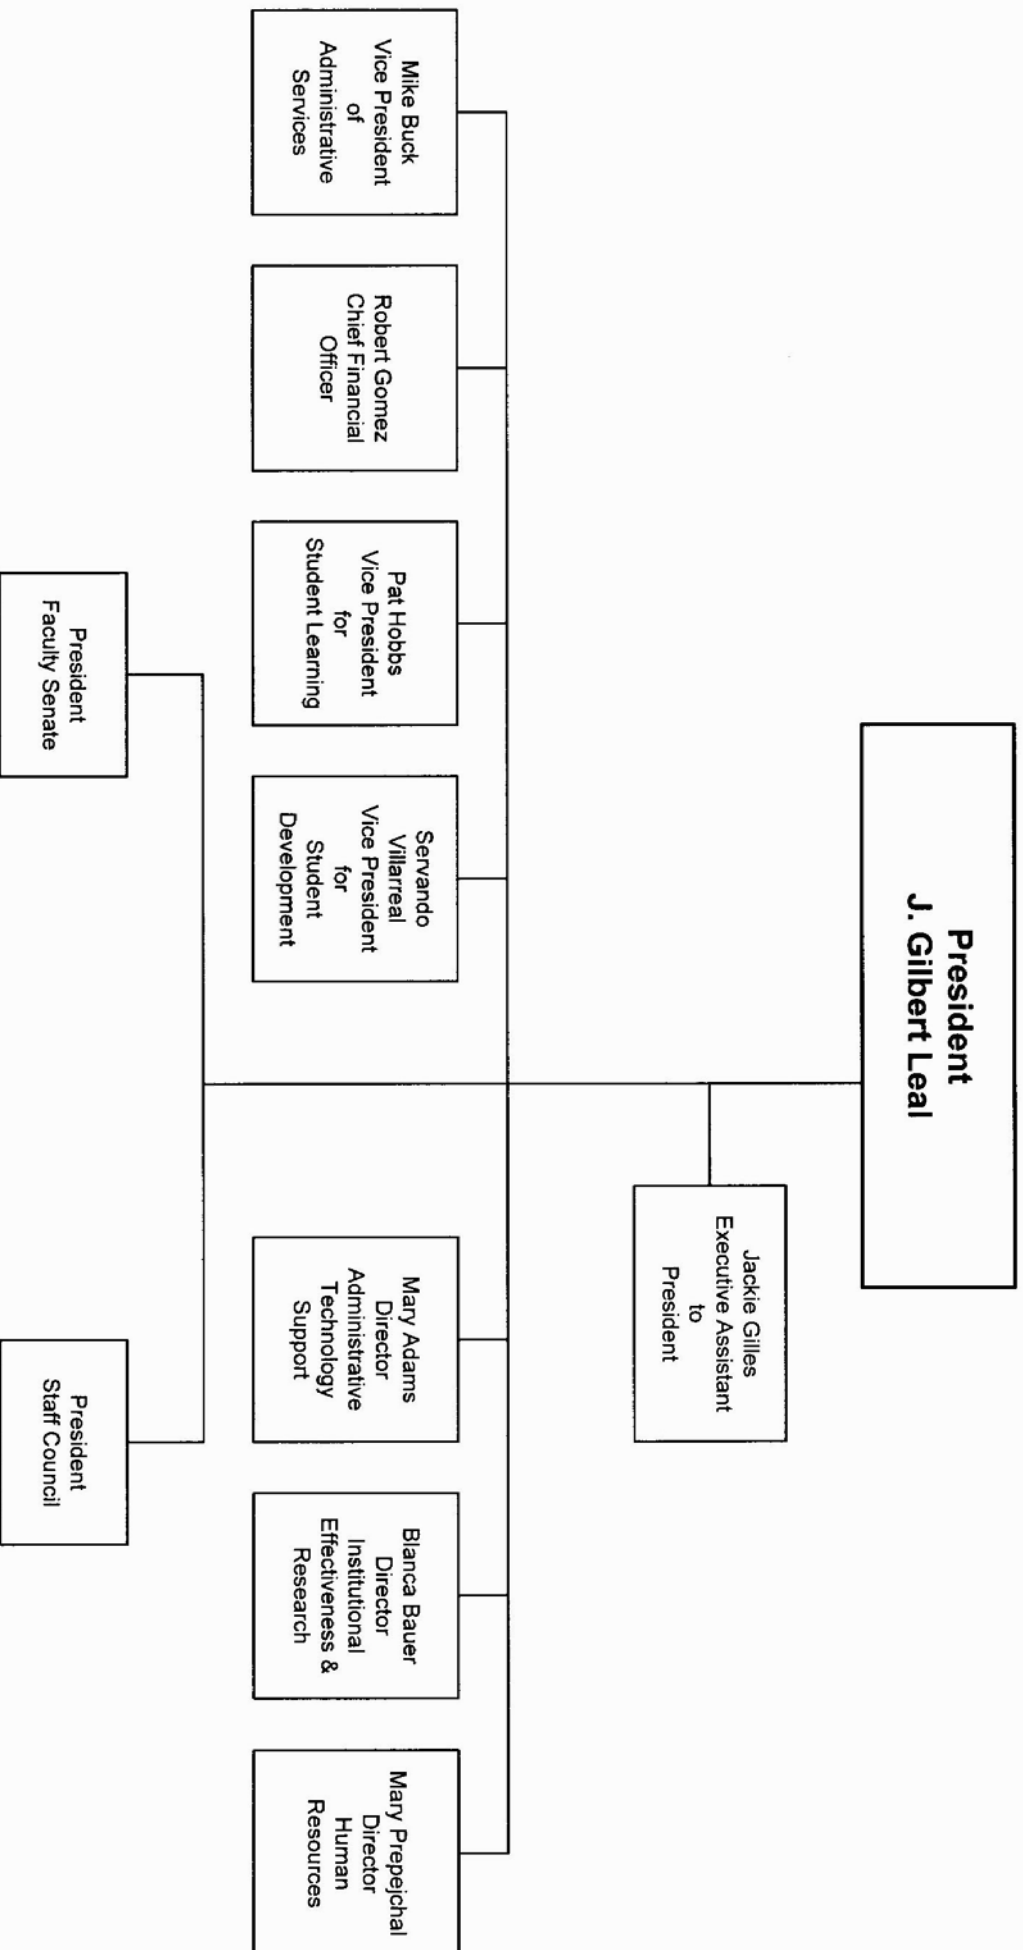 President
J. Gilbert Leal
Jackie Gilles
Executive Assistant
to
President
Mike Buck
Vice President
of
Administrative
Services
Robert Gomez
Chief Financial
Officer
Pat Hobbs
Vice President
for
Student Learning
Servando
Villarreal
Vice President
for
Student
Development
Mary Adams
Director
Administrative
Technology
Support
Blanca Bauer
Director
Institutional
Effectiveness &
Research
Mary Prepejchal
Director
Human
Resources
President
Faculty Senate
President
Staff Council